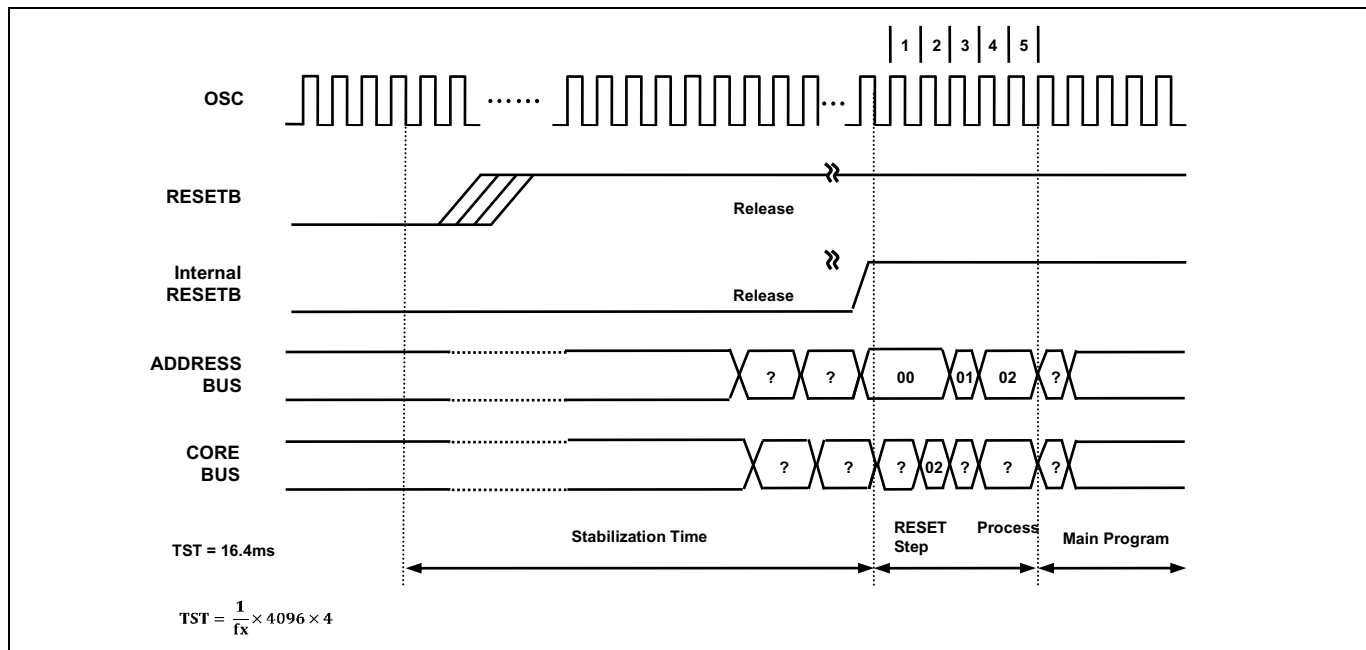 1 2 3 4 5
OSC
RESETB
Release
Internal
RESETB
Release
ADDRESS
BUS
? ? 00 01 02 ?
CORE
BUS
? ? ? 02 ? ? ?
TST = 16.4ms
Stabilization Time
RESET Process
Step
Main Program
TST = 1/fx × 4096 × 4